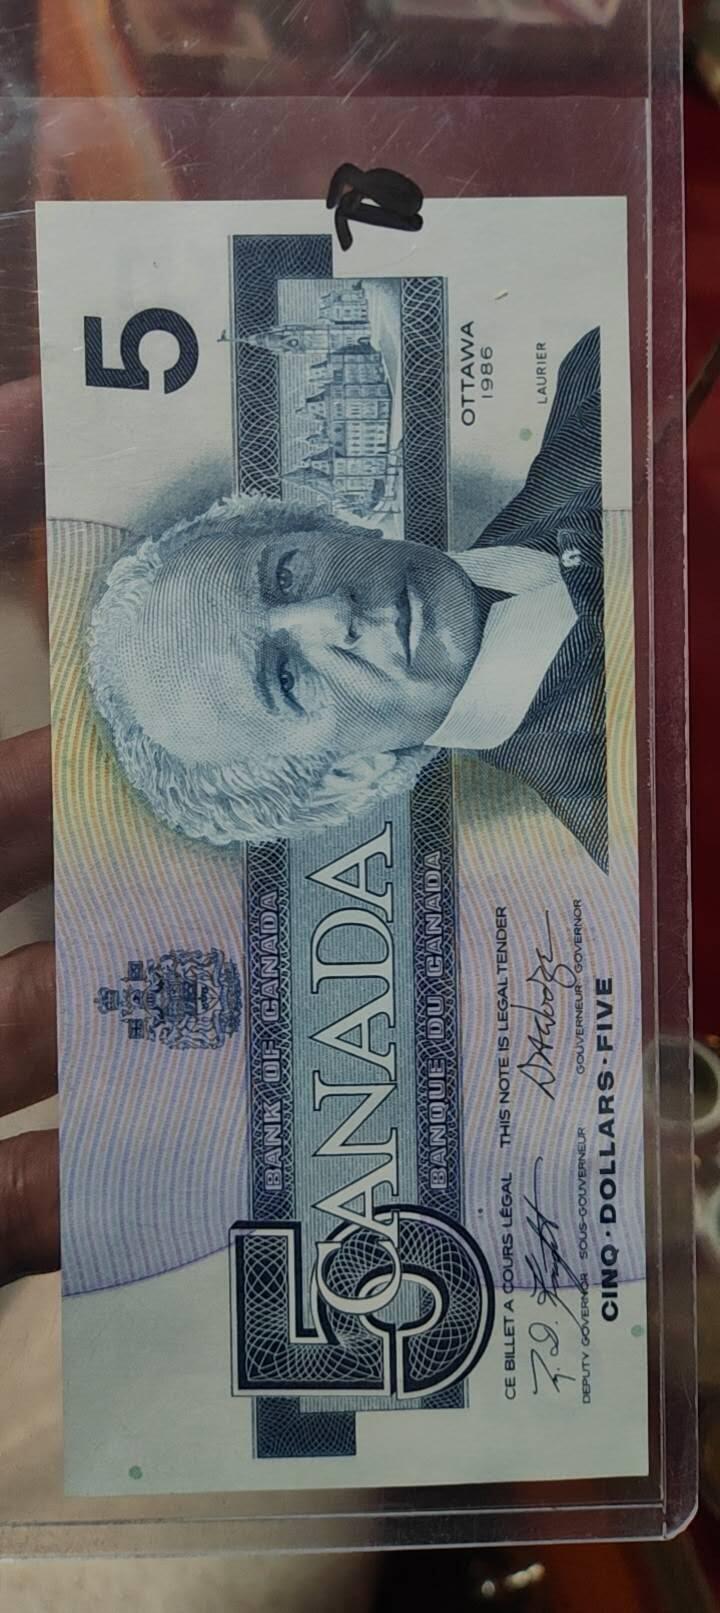 5
OTTAWA
1986
LAURIER
BANK OF CANADA
CANADA
BANQUE DU CANADA
5
CE BILLET A COURS LÉGAL THIS NOTE IS LEGAL TENDER
DEPUTY GOVERNOR SOUS-GOUVERNEUR GOUVERNEUR GOVERNOR
CINQ·DOLLARS·FIVE